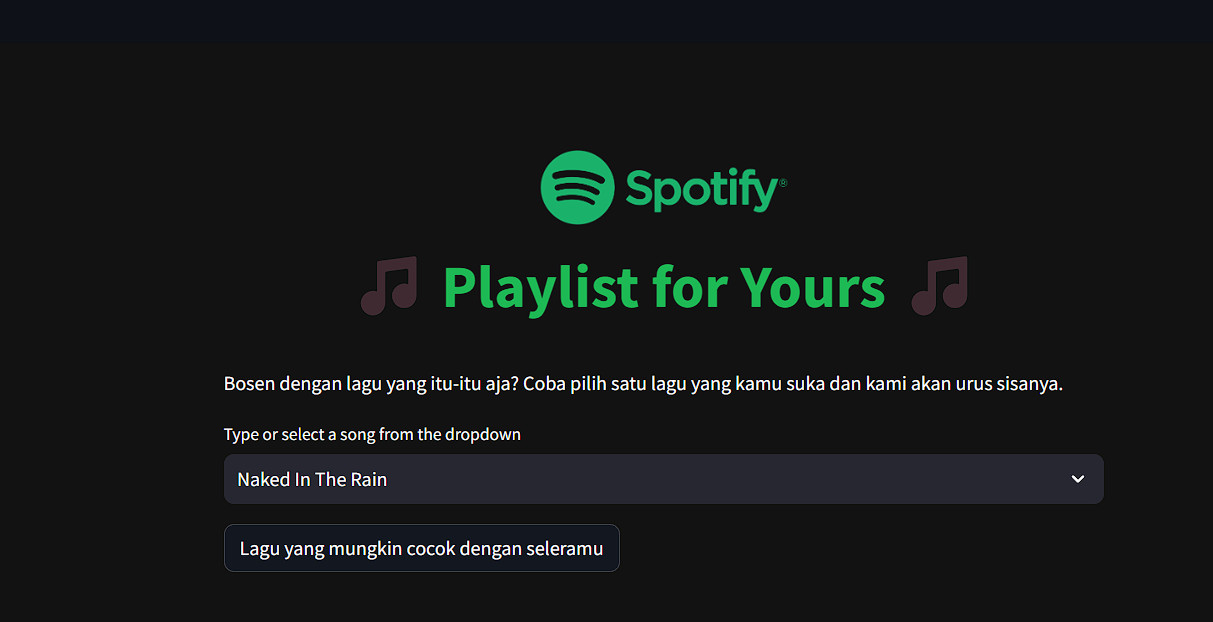 Spotify®
Playlist for Yours
Bosen dengan lagu yang itu-itu aja? Coba pilih satu lagu yang kamu suka dan kami akan urus sisanya.
Type or select a song from the dropdown
Naked In The Rain
Lagu yang mungkin cocok dengan seleramu